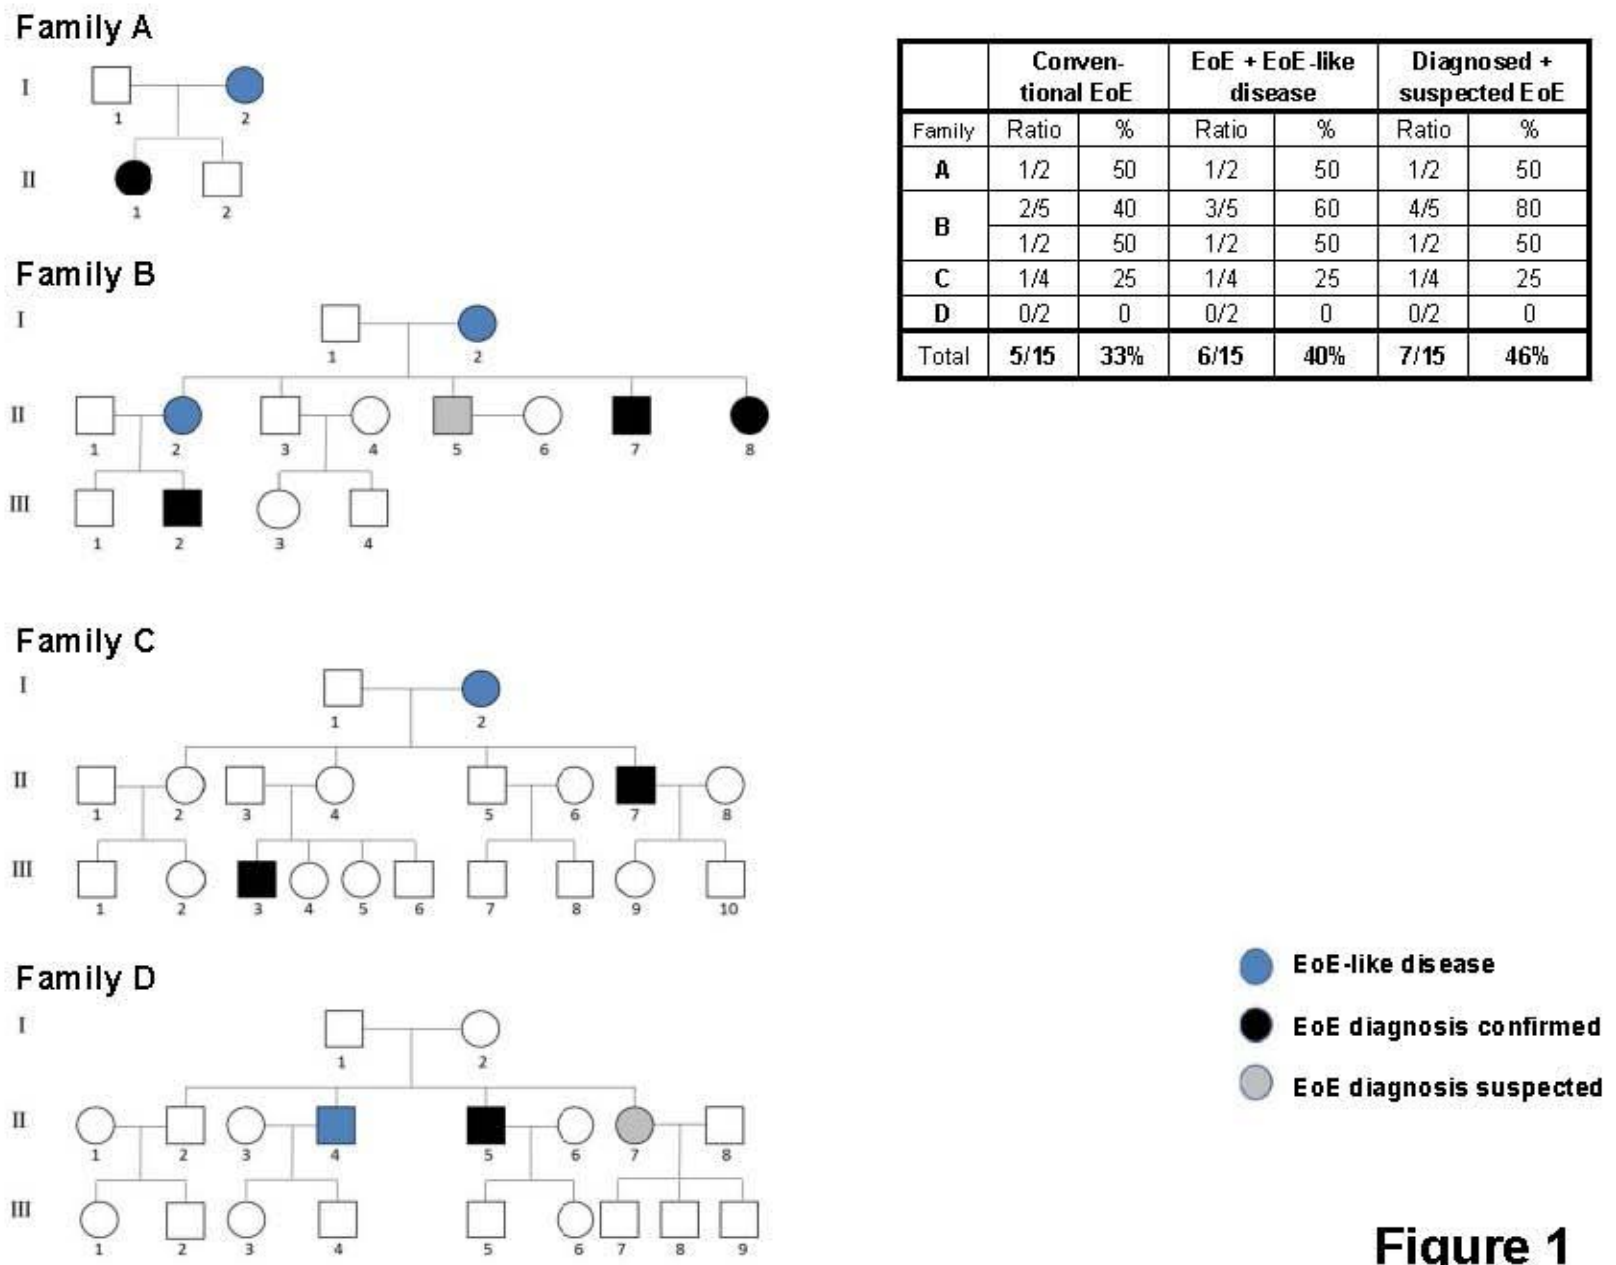 Family A
I
1 2
II
1 2
Family B
I
1 2
II
1 2 3 4 5 6 7 8
III
1 2 3 4
Family C
I
1 2
II
1 2 3 4 5 6 7 8
III
1 2 3 4 5 6 7 8 9 10
Family D
I
1 2
II
1 2 3 4 5 6 7 8
III
1 2 3 4 5 6 7 8 9
Conven- EoE + EoE-like Diagnosed +
tional EoE disease suspected EoE
Family Ratio % Ratio % Ratio %
A 1/2 50 1/2 50 1/2 50
B 2/5 40 3/5 60 4/5 80
1/2 50 1/2 50 1/2 50
C 1/4 25 1/4 25 1/4 25
D 0/2 0 0/2 0 0/2 0
Total 5/15 33% 6/15 40% 7/15 46%
EoE-like disease
EoE diagnosis confirmed
EoE diagnosis suspected
Figure 1